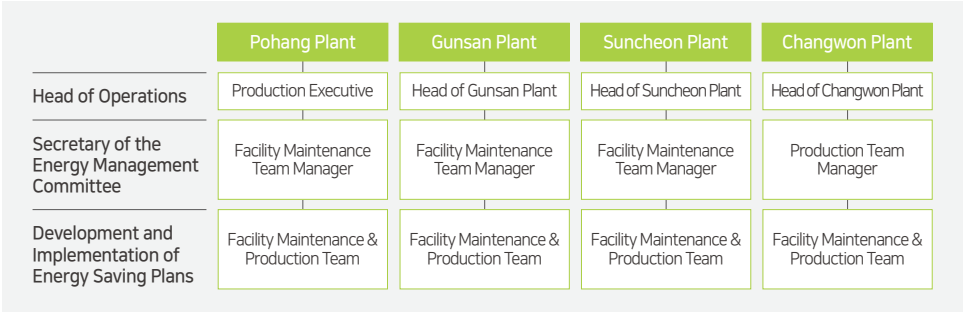 Pohang Plant
Gunsan Plant
Suncheon Plant
Changwon Plant
Head of Operations
Production Executive
Head of Gunsan Plant
Head of Suncheon Plant
Head of Changwon Plant
Secretary of the
Energy Management
Committee
Facility Maintenance
Team Manager
Facility Maintenance
Team Manager
Facility Maintenance
Team Manager
Production Team
Manager
Development and
Implementation of
Energy Saving Plans
Facility Maintenance &
Production Team
Facility Maintenance &
Production Team
Facility Maintenance &
Production Team
Facility Maintenance &
Production Team